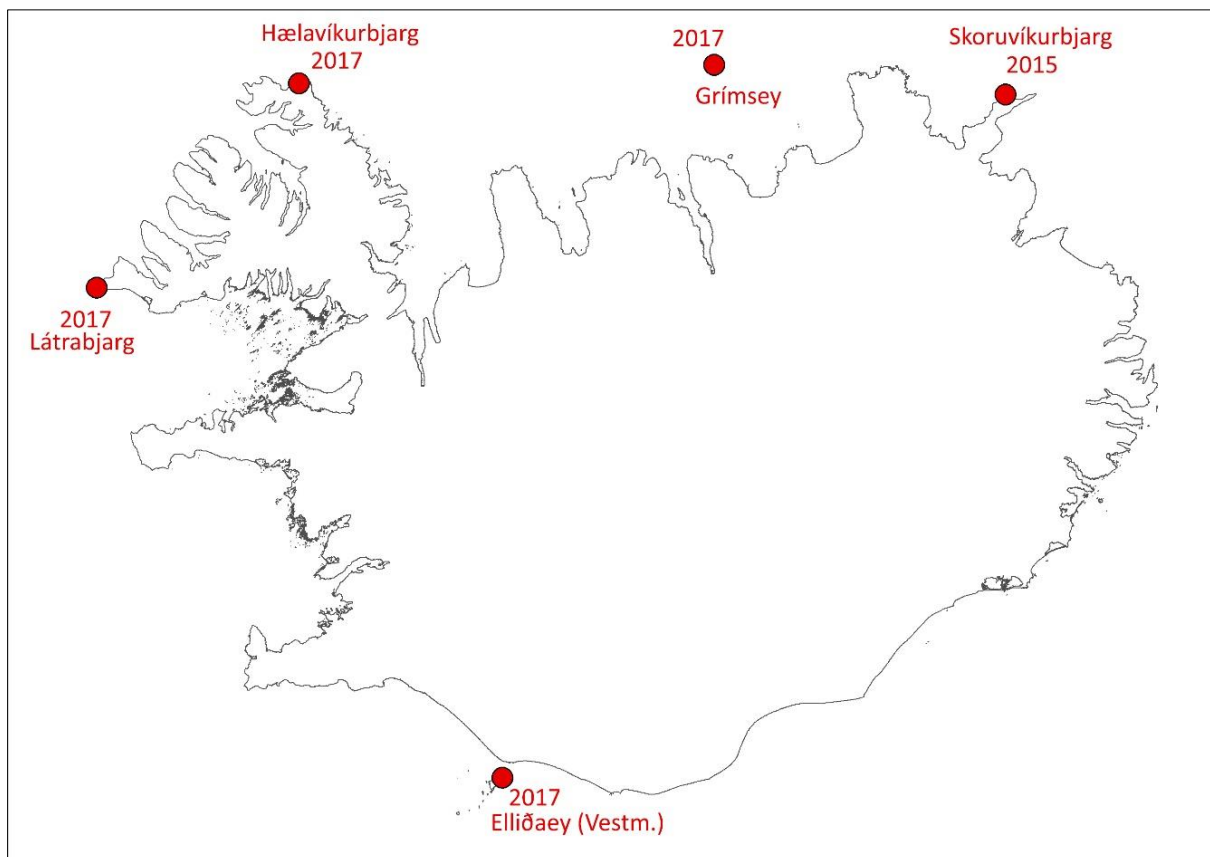 Hælavíkurbjarg
2017
2017
Grímsey
Skoruvíkurbjarg
2015
2017
Látrabjarg
2017
Elliðaey (Vestm.)